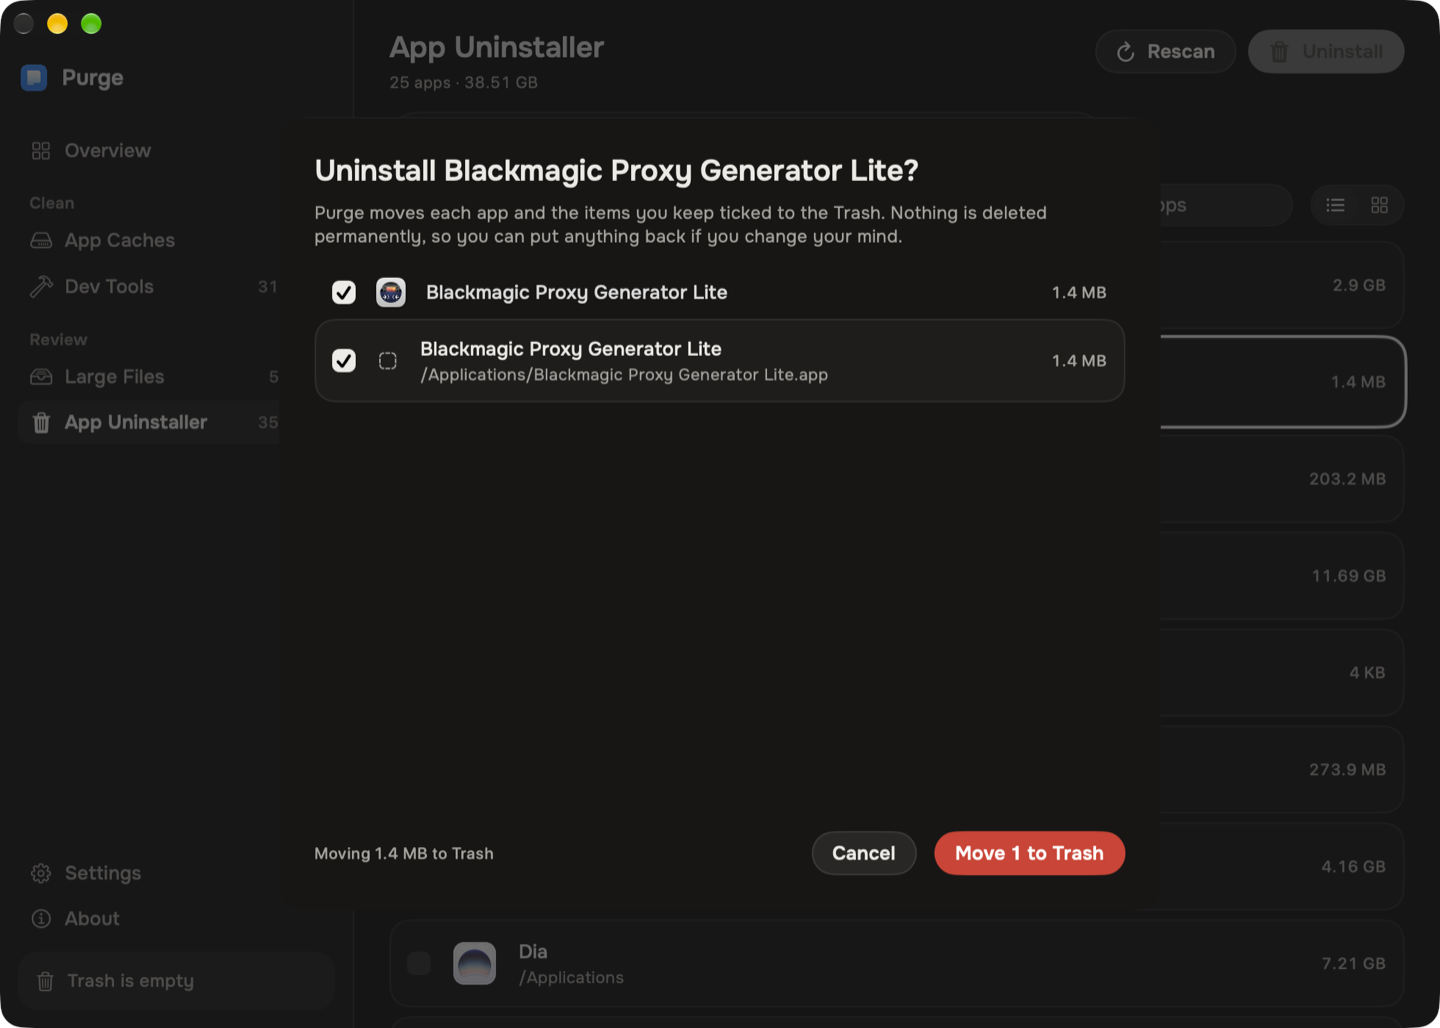 Purge
Overview
Clean
App Caches
Dev Tools 31
Review
Large Files 5
App Uninstaller 35
Settings
About
Trash is empty
App Uninstaller
25 apps · 38.51 GB
Rescan
Uninstall
Uninstall Blackmagic Proxy Generator Lite?
Purge moves each app and the items you keep ticked to the Trash. Nothing is deleted
permanently, so you can put anything back if you change your mind.
Blackmagic Proxy Generator Lite 1.4 MB
Blackmagic Proxy Generator Lite
/Applications/Blackmagic Proxy Generator Lite.app
1.4 MB
Moving 1.4 MB to Trash
Cancel
Move 1 to Trash
2.9 GB
1.4 MB
203.2 MB
11.69 GB
4 KB
273.9 MB
4.16 GB
Dia
/Applications
7.21 GB